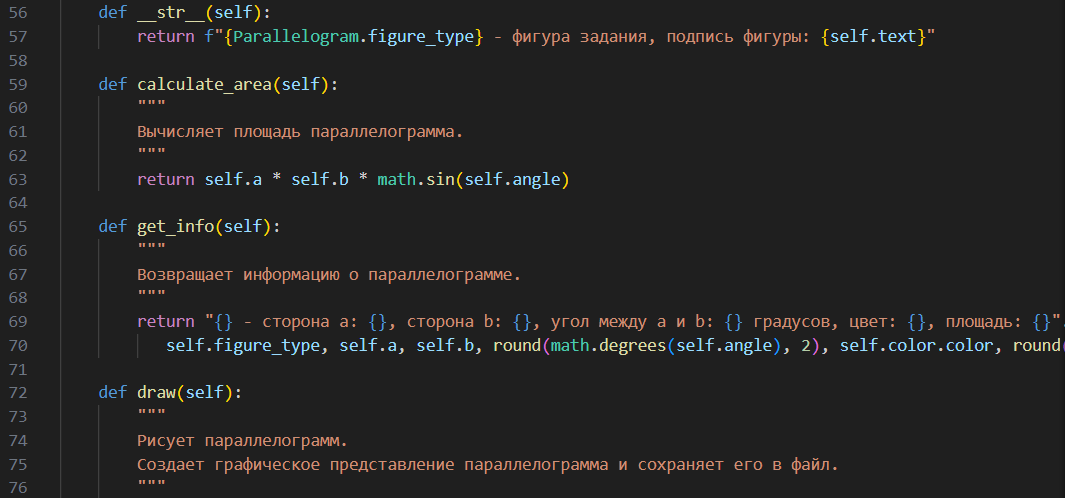 56 def __str__(self):
57 return f"{Parallelogram.figure_type} - фигура задания, подпись фигуры: {self.text}"
58
59 def calculate_area(self):
60 """
61 Вычисляет площадь параллелограмма.
62 """
63 return self.a * self.b * math.sin(self.angle)
64
65 def get_info(self):
66 """
67 Возвращает информацию о параллелограмме.
68 """
69 return "{} - сторона a: {}, сторона b: {}, угол между a и b: {} градусов, цвет: {}, площадь: {}".
70 self.figure_type, self.a, self.b, round(math.degrees(self.angle), 2), self.color.color, round(
71
72 def draw(self):
73 """
74 Рисует параллелограмм.
75 Создает графическое представление параллелограмма и сохраняет его в файл.
76 """